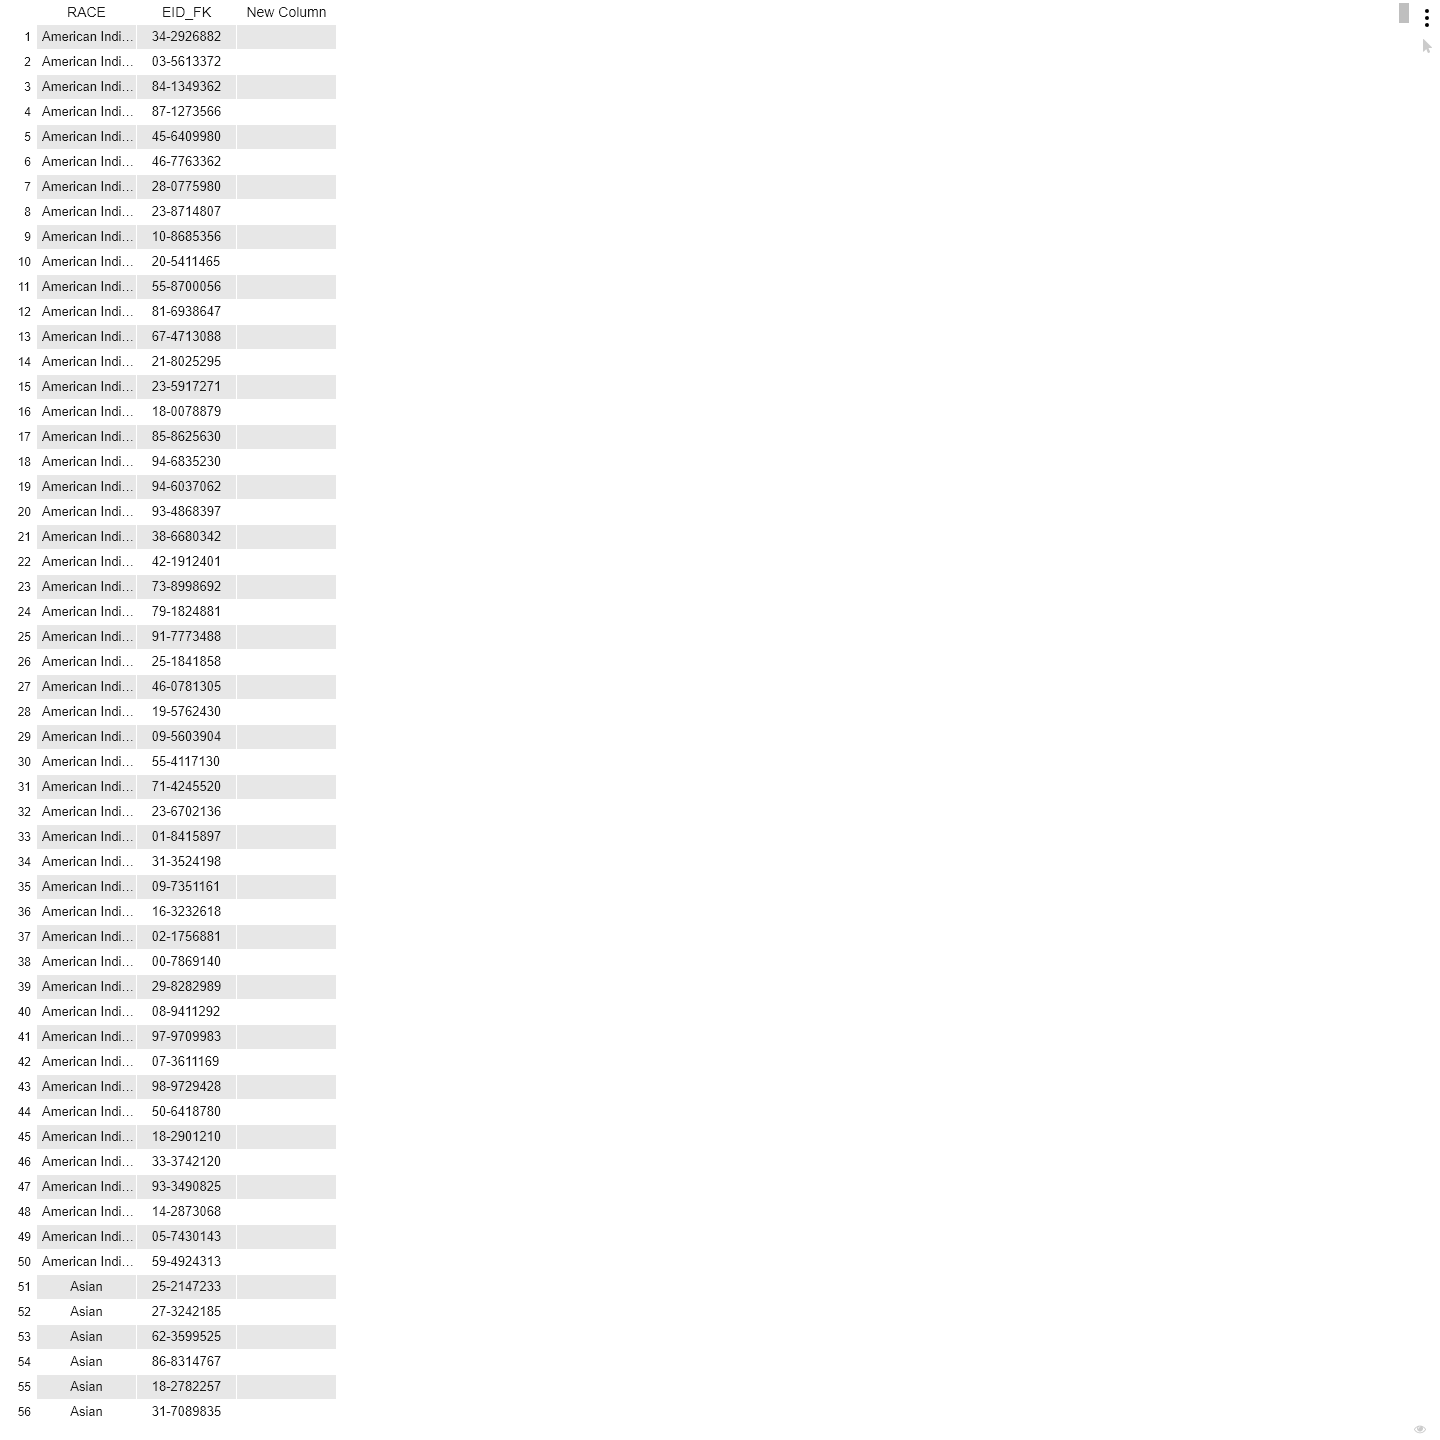 RACE EID_FK New Column
1 American Indi... 34-2926882
2 American Indi... 03-5613372
3 American Indi... 84-1349362
4 American Indi... 87-1273566
5 American Indi... 45-6409980
6 American Indi... 46-7763362
7 American Indi... 28-0775980
8 American Indi... 23-8714807
9 American Indi... 10-8685356
10 American Indi... 20-5411465
11 American Indi... 55-8700056
12 American Indi... 81-6938647
13 American Indi... 67-4713088
14 American Indi... 21-8025295
15 American Indi... 23-5917271
16 American Indi... 18-0078879
17 American Indi... 85-8625630
18 American Indi... 94-6835230
19 American Indi... 94-6037062
20 American Indi... 93-4868397
21 American Indi... 38-6680342
22 American Indi... 42-1912401
23 American Indi... 73-8998692
24 American Indi... 79-1824881
25 American Indi... 91-7773488
26 American Indi... 25-1841858
27 American Indi... 46-0781305
28 American Indi... 19-5762430
29 American Indi... 09-5603904
30 American Indi... 55-4117130
31 American Indi... 71-4245520
32 American Indi... 23-6702136
33 American Indi... 01-8415897
34 American Indi... 31-3524198
35 American Indi... 09-7351161
36 American Indi... 16-3232618
37 American Indi... 02-1756881
38 American Indi... 00-7869140
39 American Indi... 29-8282989
40 American Indi... 08-9411292
41 American Indi... 97-9709983
42 American Indi... 07-3611169
43 American Indi... 98-9729428
44 American Indi... 50-6418780
45 American Indi... 18-2901210
46 American Indi... 33-3742120
47 American Indi... 93-3490825
48 American Indi... 14-2873068
49 American Indi... 05-7430143
50 American Indi... 59-4924313
51 Asian 25-2147233
52 Asian 27-3242185
53 Asian 62-3599525
54 Asian 86-8314767
55 Asian 18-2782257
56 Asian 31-7089835